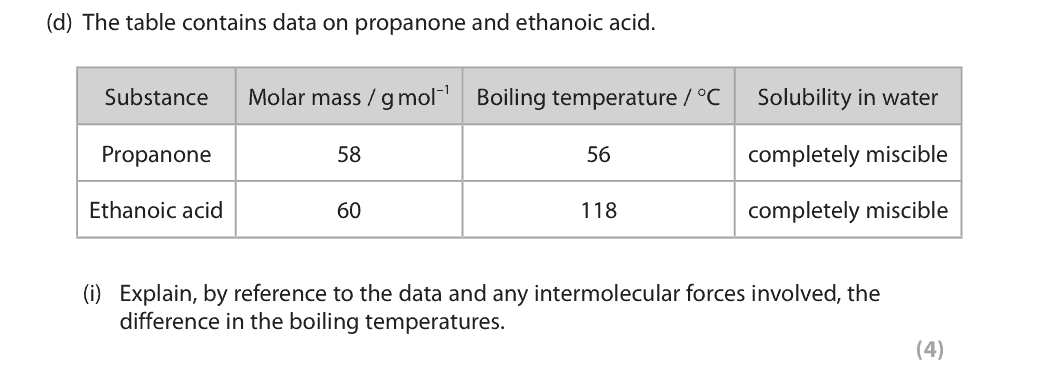 (d) The table contains data on propanone and ethanoic acid.
Substance Molar mass / g mol⁻¹ Boiling temperature / °C Solubility in water
Propanone 58 56 completely miscible
Ethanoic acid 60 118 completely miscible
(i) Explain, by reference to the data and any intermolecular forces involved, the
difference in the boiling temperatures.
(4)